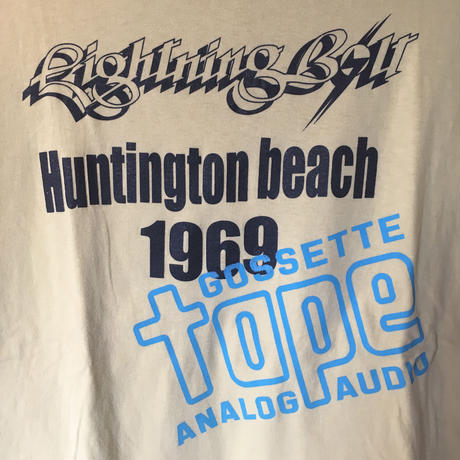 Lightning Bolt
Huntington beach
1969
GOSSETTE
tape
ANALOG AUDIO